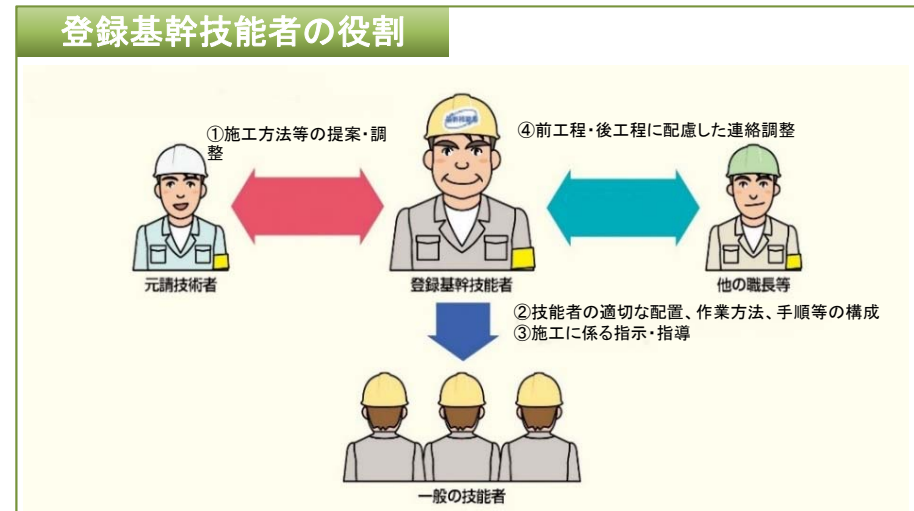 登録基幹技能者の役割
①施工方法等の提案・調
整
④前工程・後工程に配慮した連絡調整
元請技術者
登録基幹技能者
他の職長等
②技能者の適切な配置、作業方法、手順等の構成
③施工に係る指示・指導
一般の技能者